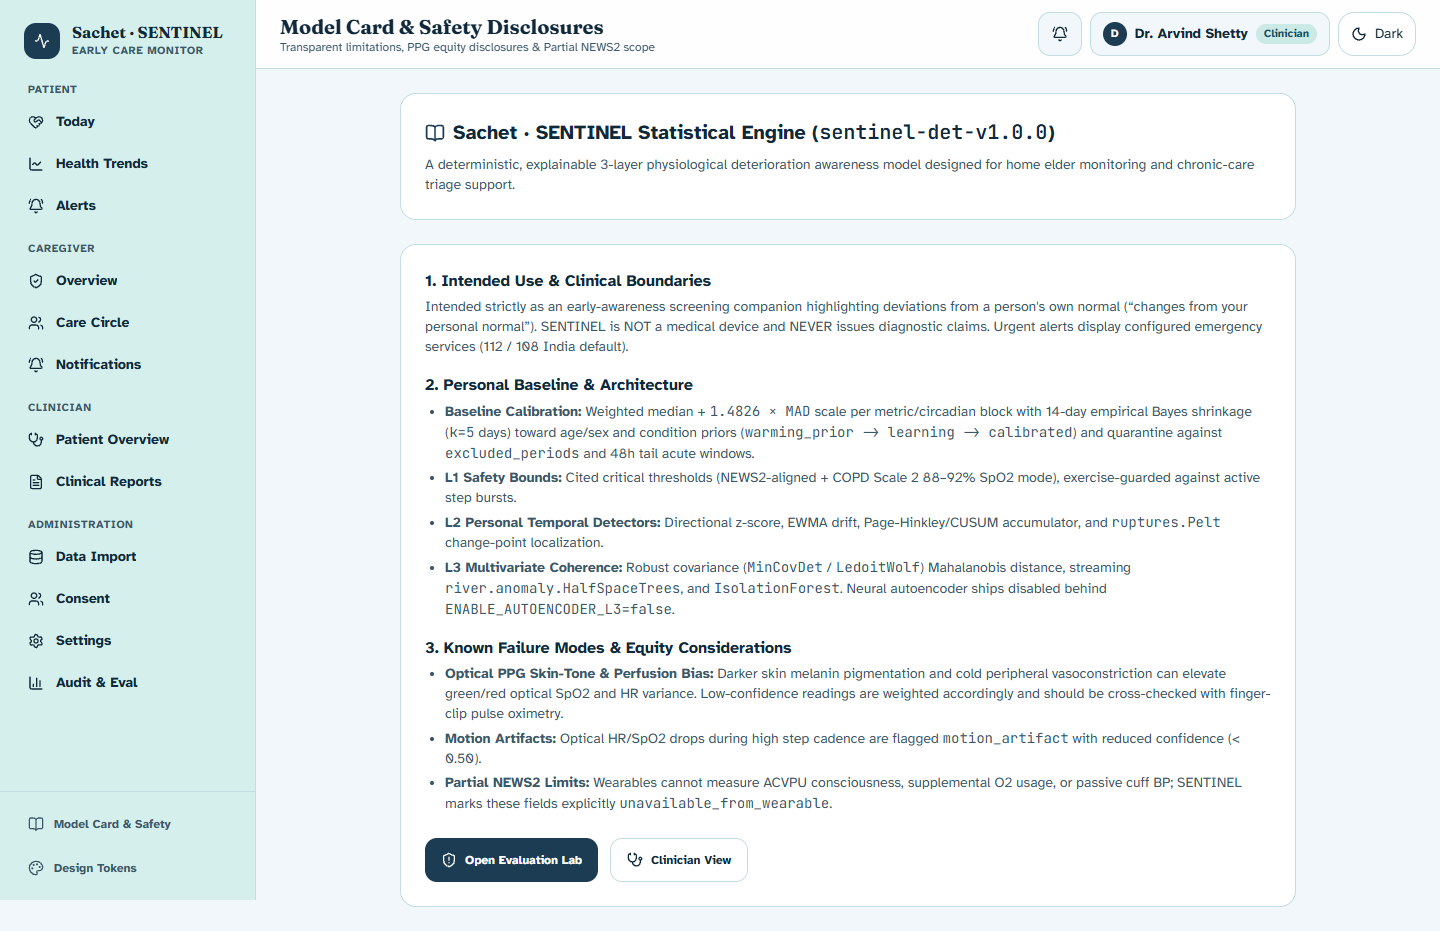 Sachet · SENTINEL
EARLY CARE MONITOR
PATIENT
Today
Health Trends
Alerts
CAREGIVER
Overview
Care Circle
Notifications
CLINICIAN
Patient Overview
Clinical Reports
ADMINISTRATION
Data Import
Consent
Settings
Audit & Eval
Model Card & Safety
Design Tokens
Model Card & Safety Disclosures
Transparent limitations, PPG equity disclosures & Partial NEWS2 scope
D Dr. Arvind Shetty Clinician
Dark
Sachet · SENTINEL Statistical Engine (sentinel-det-v1.0.0)
A deterministic, explainable 3-layer physiological deterioration awareness model designed for home elder monitoring and chronic-care
triage support.
1. Intended Use & Clinical Boundaries
Intended strictly as an early-awareness screening companion highlighting deviations from a person's own normal (“changes from your
personal normal”). SENTINEL is NOT a medical device and NEVER issues diagnostic claims. Urgent alerts display configured emergency
services (112 / 108 India default).
2. Personal Baseline & Architecture
• Baseline Calibration: Weighted median + 1.4826 × MAD scale per metric/circadian block with 14-day empirical Bayes shrinkage
(k=5 days) toward age/sex and condition priors (warming_prior → learning → calibrated) and quarantine against
excluded_periods and 48h tail acute windows.
• L1 Safety Bounds: Cited critical thresholds (NEWS2-aligned + COPD Scale 2 88–92% SpO2 mode), exercise-guarded against active
step bursts.
• L2 Personal Temporal Detectors: Directional z-score, EWMA drift, Page-Hinkley/CUSUM accumulator, and ruptures.Pelt
change-point localization.
• L3 Multivariate Coherence: Robust covariance (MinCovDet / LedoitWolf) Mahalanobis distance, streaming
river.anomaly.HalfSpaceTrees, and IsolationForest. Neural autoencoder ships disabled behind
ENABLE_AUTOENCODER_L3=false.
3. Known Failure Modes & Equity Considerations
• Optical PPG Skin-Tone & Perfusion Bias: Darker skin melanin pigmentation and cold peripheral vasoconstriction can elevate
green/red optical SpO2 and HR variance. Low-confidence readings are weighted accordingly and should be cross-checked with finger-
clip pulse oximetry.
• Motion Artifacts: Optical HR/SpO2 drops during high step cadence are flagged motion_artifact with reduced confidence (<
0.50).
• Partial NEWS2 Limits: Wearables cannot measure ACVPU consciousness, supplemental O2 usage, or passive cuff BP; SENTINEL
marks these fields explicitly unavailable_from_wearable.
Open Evaluation Lab
Clinician View